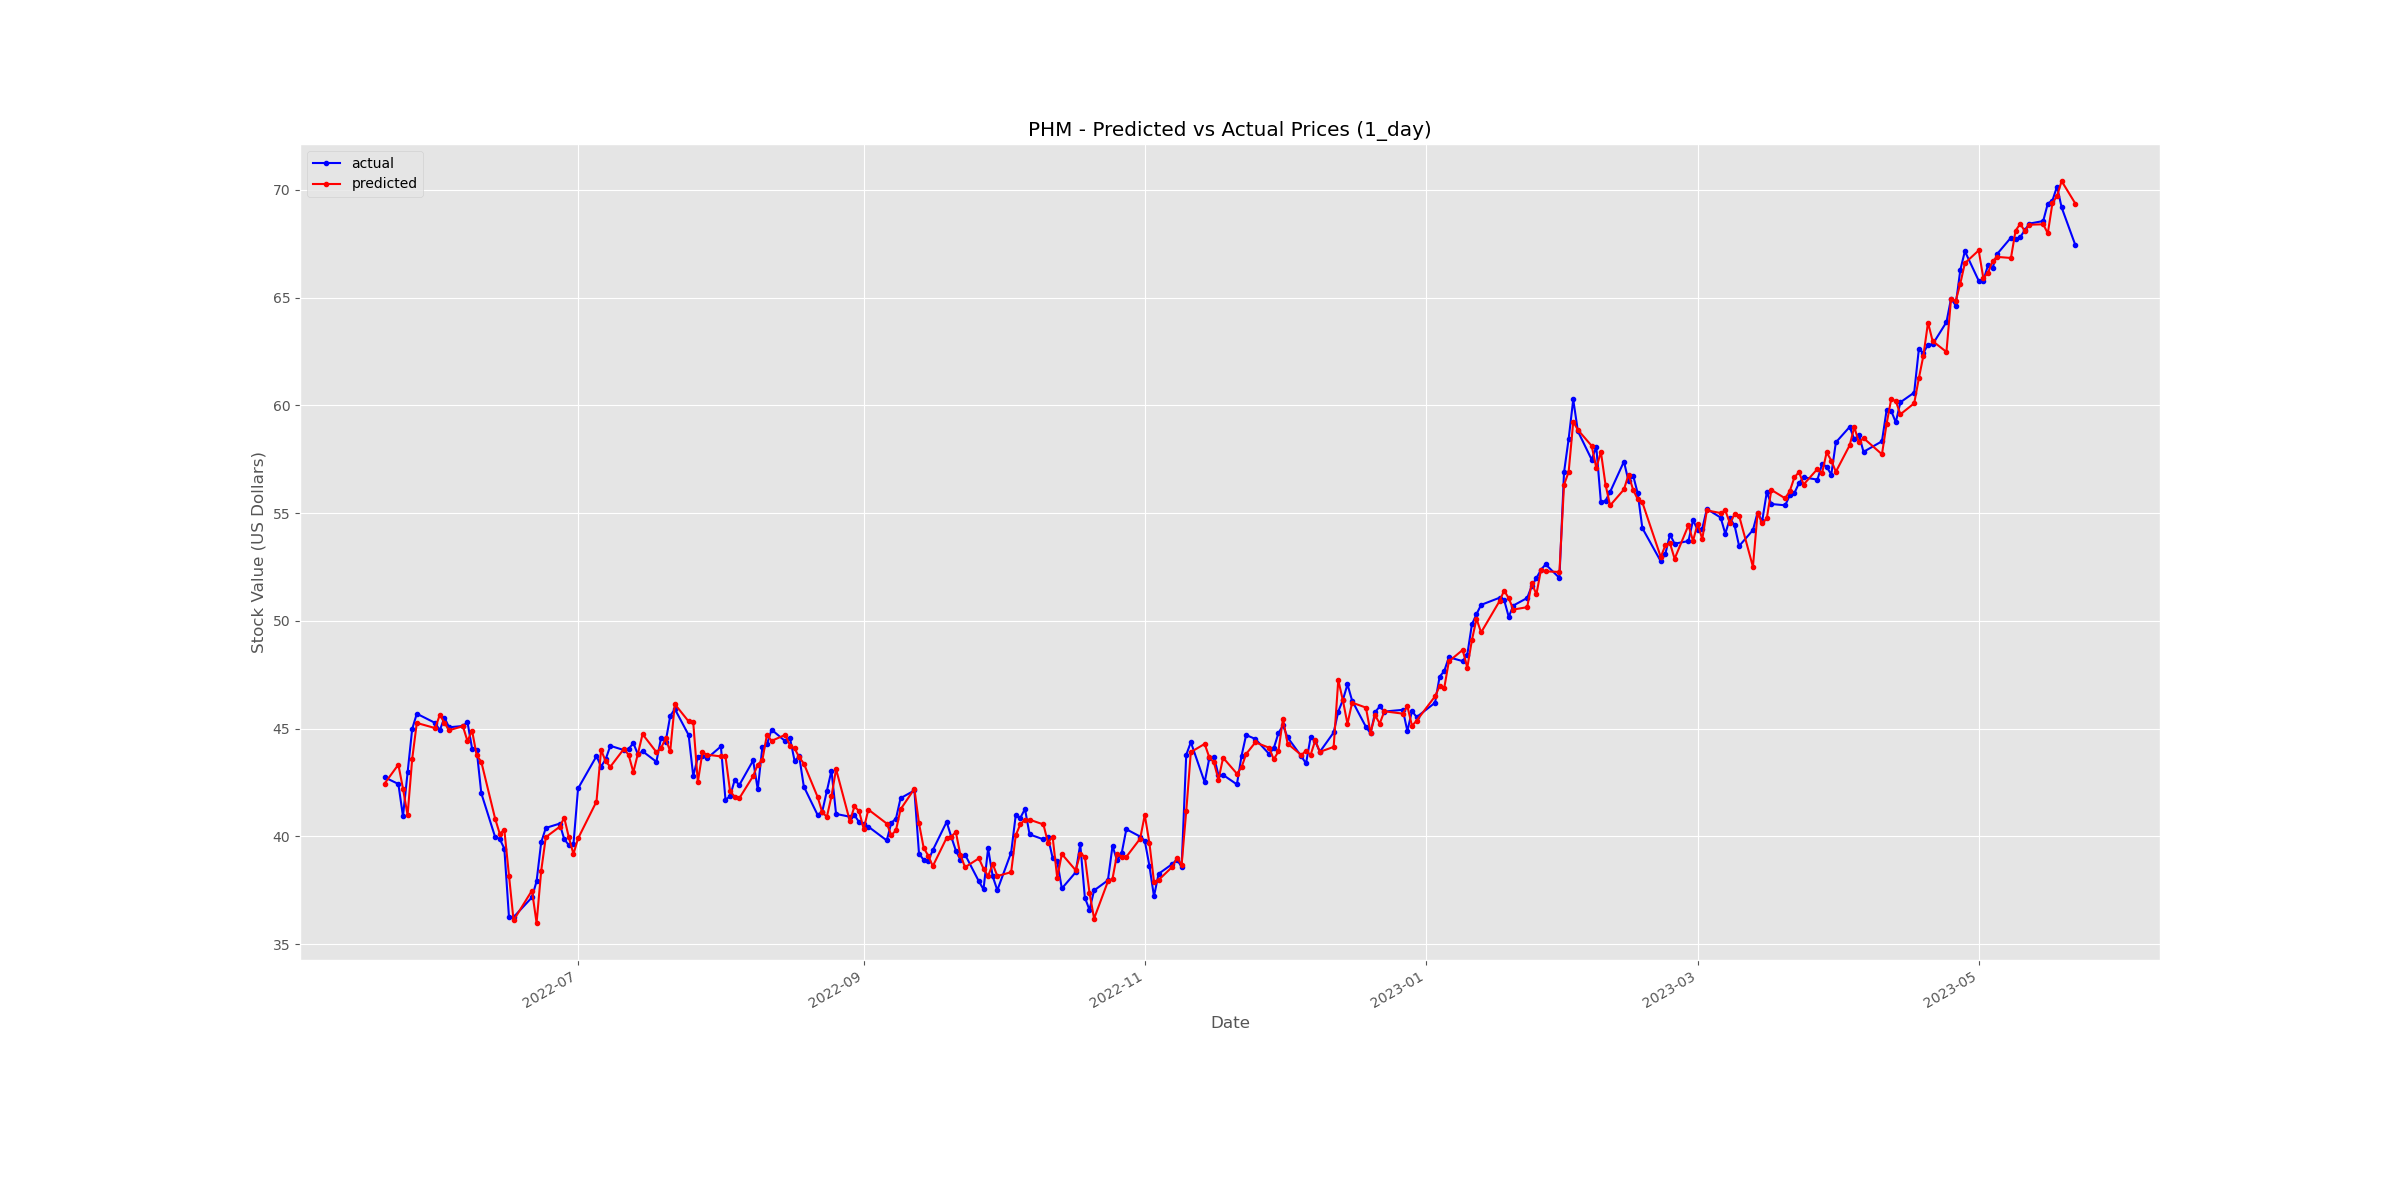 PHM - Predicted vs Actual Prices (1_day)
actual
predicted
70
65
60
55
50
45
40
35
Stock Value (US Dollars)
2022-07
2022-09
2022-11
2023-01
2023-03
2023-05
Date